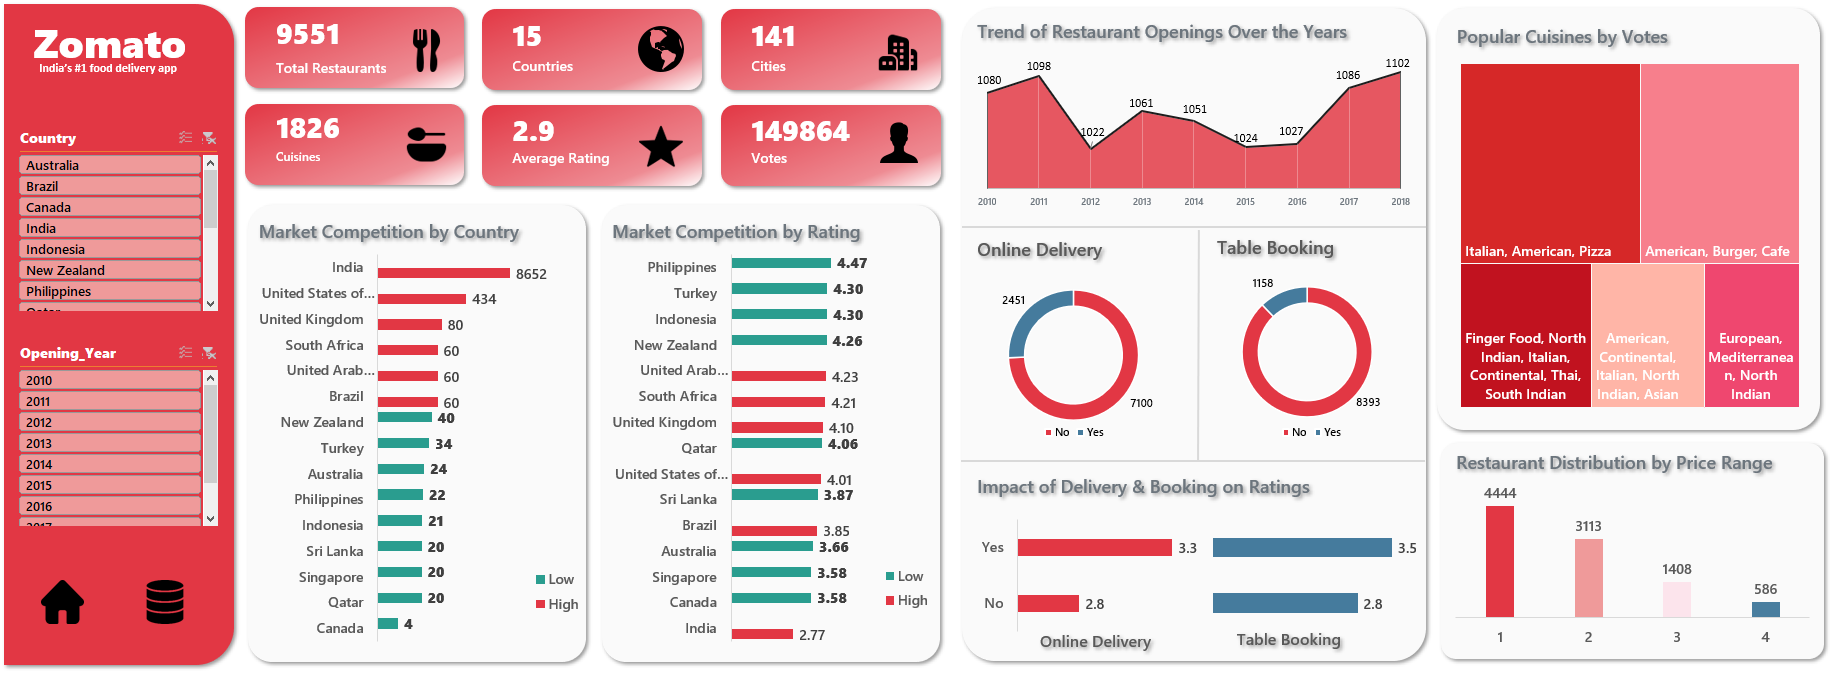 Zomato
India's #1 food delivery app
Country
Australia
Brazil
Canada
India
Indonesia
New Zealand
Philippines
Qatar
Opening_Year
2010
2011
2012
2013
2014
2015
2016
2017
9551
Total Restaurants
15
Countries
141
Cities
1826
Cuisines
2.9
Average Rating
149864
Votes
Market Competition by Country
India 8652
United States of... 434
United Kingdom 80
South Africa 60
United Arab... 60
Brazil 60
New Zealand 40
Turkey 34
Australia 24
Philippines 22
Indonesia 21
Sri Lanka 20
Singapore 20
Qatar 20
Canada 4
Low
High
Market Competition by Rating
Philippines 4.47
Turkey 4.30
Indonesia 4.30
New Zealand 4.26
United Arab... 4.23
South Africa 4.21
United Kingdom 4.10
Qatar 4.06
United States of... 4.01
Sri Lanka 3.87
Brazil 3.85
Australia 3.66
Singapore 3.58
Canada 3.58
India 2.77
Low
High
Trend of Restaurant Openings Over the Years
1080 1098 1022 1061 1051 1024 1027 1086 1102
2010 2011 2012 2013 2014 2015 2016 2017 2018
Online Delivery
2451
7100
No Yes
Table Booking
1158
8393
No Yes
Impact of Delivery & Booking on Ratings
Yes 3.3 3.5
No 2.8 2.8
Online Delivery Table Booking
Popular Cuisines by Votes
Italian, American, Pizza
American, Burger, Cafe
Finger Food, North
Indian, Italian,
Continental, Thai,
South Indian
American,
Continental,
Italian, North
Indian, Asian
European,
Mediterranea
n, North
Indian
Restaurant Distribution by Price Range
4444 3113 1408 586
1 2 3 4